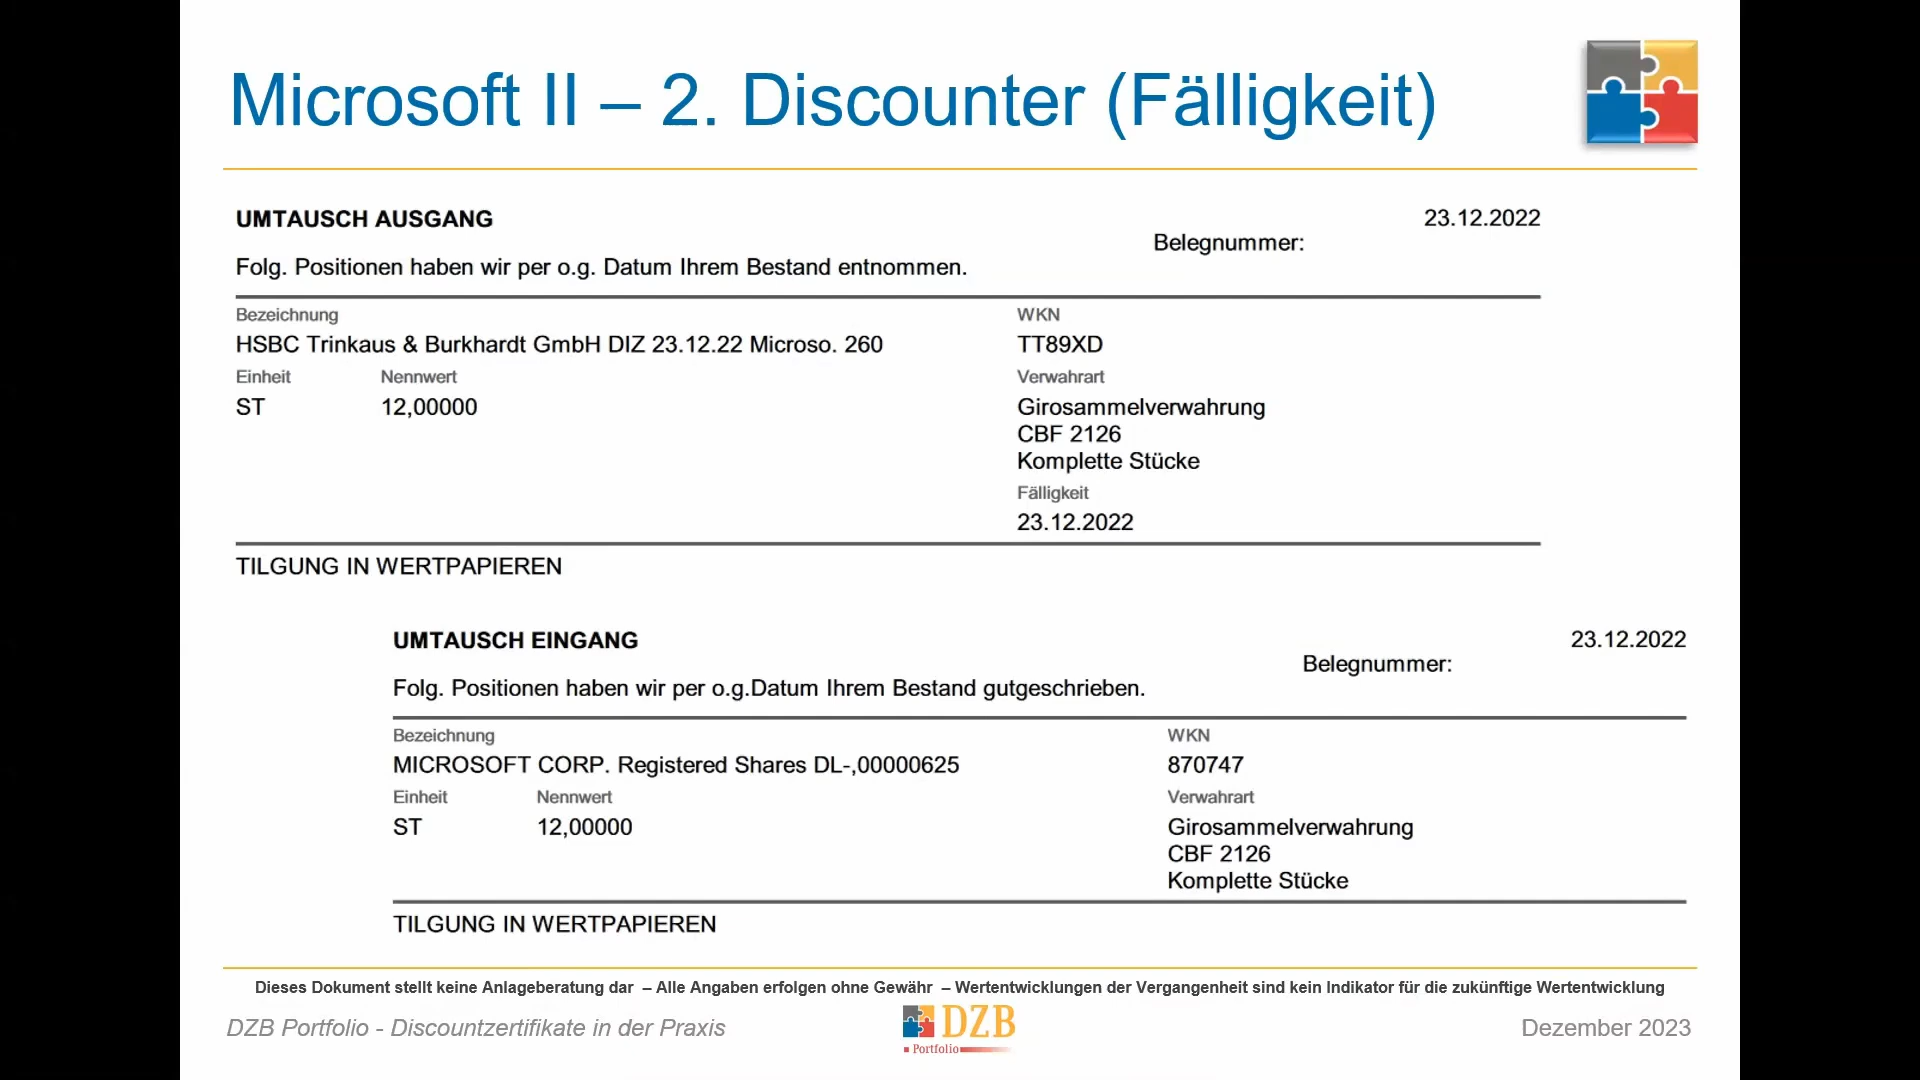 Microsoft II – 2. Discounter (Fälligkeit)
UMTAUSCH AUSGANG
23.12.2022
Belegnummer:
Folg. Positionen haben wir per o.g. Datum Ihrem Bestand entnommen.
Bezeichnung
WKN
HSBC Trinkaus & Burkhardt GmbH DIZ 23.12.22 Microso. 260
TT89XD
Einheit
Nennwert
Verwahrart
ST
12,00000
Girosammelverwahrung
CBF 2126
Komplette Stücke
Fälligkeit
23.12.2022
TILGUNG IN WERTPAPIEREN
UMTAUSCH EINGANG
23.12.2022
Belegnummer:
Folg. Positionen haben wir per o.g.Datum Ihrem Bestand gutgeschrieben.
Bezeichnung
WKN
MICROSOFT CORP. Registered Shares DL-,00000625
870747
Einheit
Nennwert
Verwahrart
ST
12,00000
Girosammelverwahrung
CBF 2126
Komplette Stücke
TILGUNG IN WERTPAPIEREN
Dieses Dokument stellt keine Anlageberatung dar – Alle Angaben erfolgen ohne Gewähr – Wertentwicklungen der Vergangenheit sind kein Indikator für die zukünftige Wertentwicklung
DZB Portfolio - Discountzertifikate in der Praxis
DZB
Portfolio
Dezember 2023